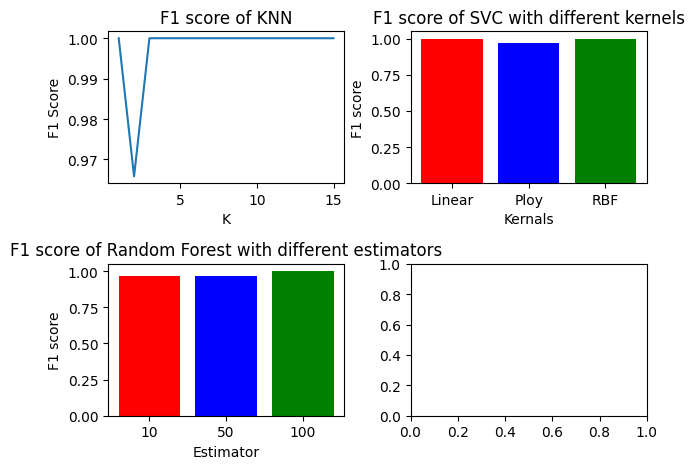 F1 score of KNN
1.00
0.99
0.98
0.97
F1 Score
5
10
15
K
F1 score of SVC with different kernels
1.00
0.75
0.50
0.25
0.00
F1 score
Linear
Ploy
RBF
Kernals
F1 score of Random Forest with different estimators
1.00
0.75
0.50
0.25
0.00
F1 score
10
50
100
Estimator
1.0
0.8
0.6
0.4
0.2
0.0
0.0
0.2
0.4
0.6
0.8
1.0